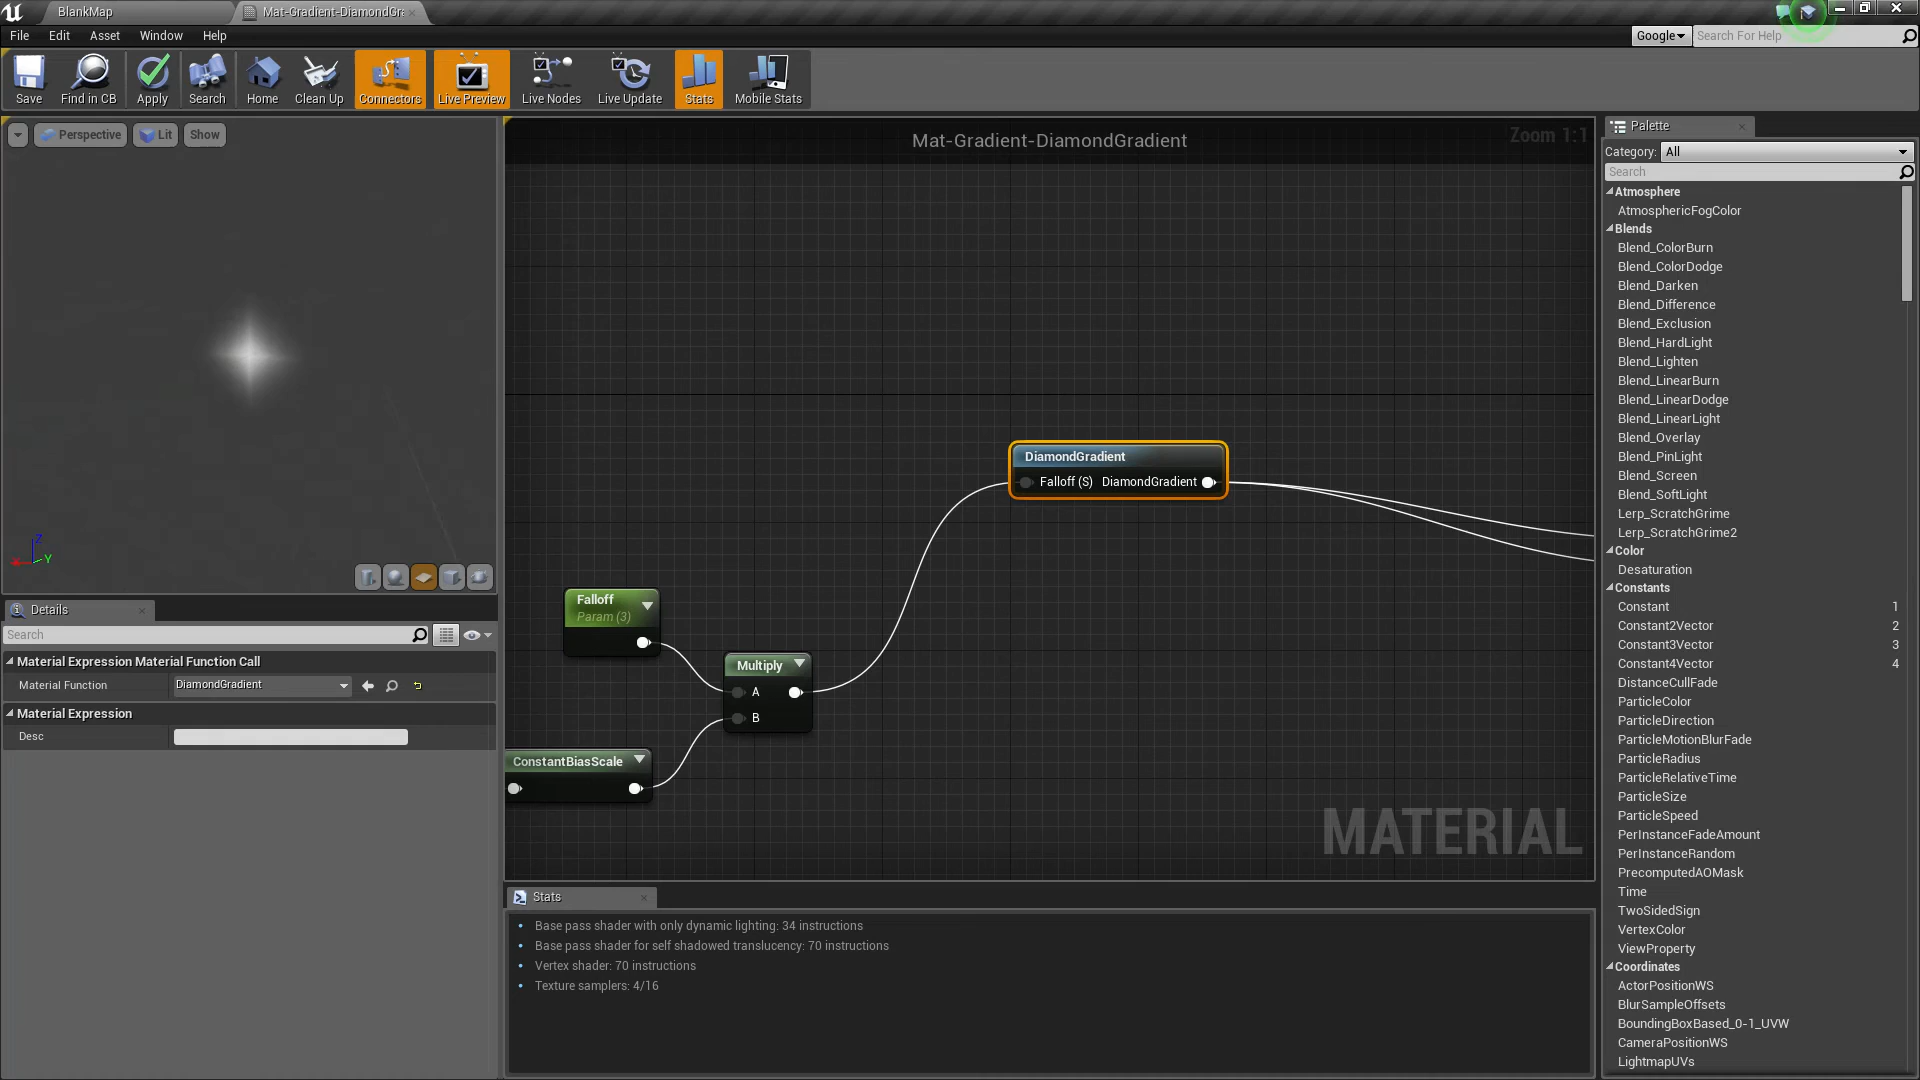 BlankMap
Mat-Gradient-DiamondGr
File Edit Asset Window Help
Google
Search For Help
Save
Find in CB
Apply
Search
Home
Clean Up
Connectors
Live Preview
Live Nodes
Live Update
Stats
Mobile Stats
Perspective
Lit
Show
Z
Y
Details
Search
Material Expression Material Function Call
Material Function
DiamondGradient
Material Expression
Desc
Mat-Gradient-DiamondGradient
Zoom 1:1
DiamondGradient
Falloff (S) DiamondGradient
Falloff
Param (3)
Multiply
A
B
ConstantBiasScale
MATERIAL
Stats
Base pass shader with only dynamic lighting: 34 instructions
Base pass shader for self shadowed translucency: 70 instructions
Vertex shader: 70 instructions
Texture samplers: 4/16
Palette
Category: All
Search
Atmosphere
AtmosphericFogColor
Blends
Blend_ColorBurn
Blend_ColorDodge
Blend_Darken
Blend_Difference
Blend_Exclusion
Blend_HardLight
Blend_Lighten
Blend_LinearBurn
Blend_LinearDodge
Blend_LinearLight
Blend_Overlay
Blend_PinLight
Blend_Screen
Blend_SoftLight
Lerp_ScratchGrime
Lerp_ScratchGrime2
Color
Desaturation
Constants
Constant 1
Constant2Vector 2
Constant3Vector 3
Constant4Vector 4
DistanceCullFade
ParticleColor
ParticleDirection
ParticleMotionBlurFade
ParticleRadius
ParticleRelativeTime
ParticleSize
ParticleSpeed
PerInstanceFadeAmount
PerInstanceRandom
PrecomputedAOMask
Time
TwoSidedSign
VertexColor
ViewProperty
Coordinates
ActorPositionWS
BlurSampleOffsets
BoundingBoxBased_0-1_UVW
CameraPositionWS
LightmapUVs